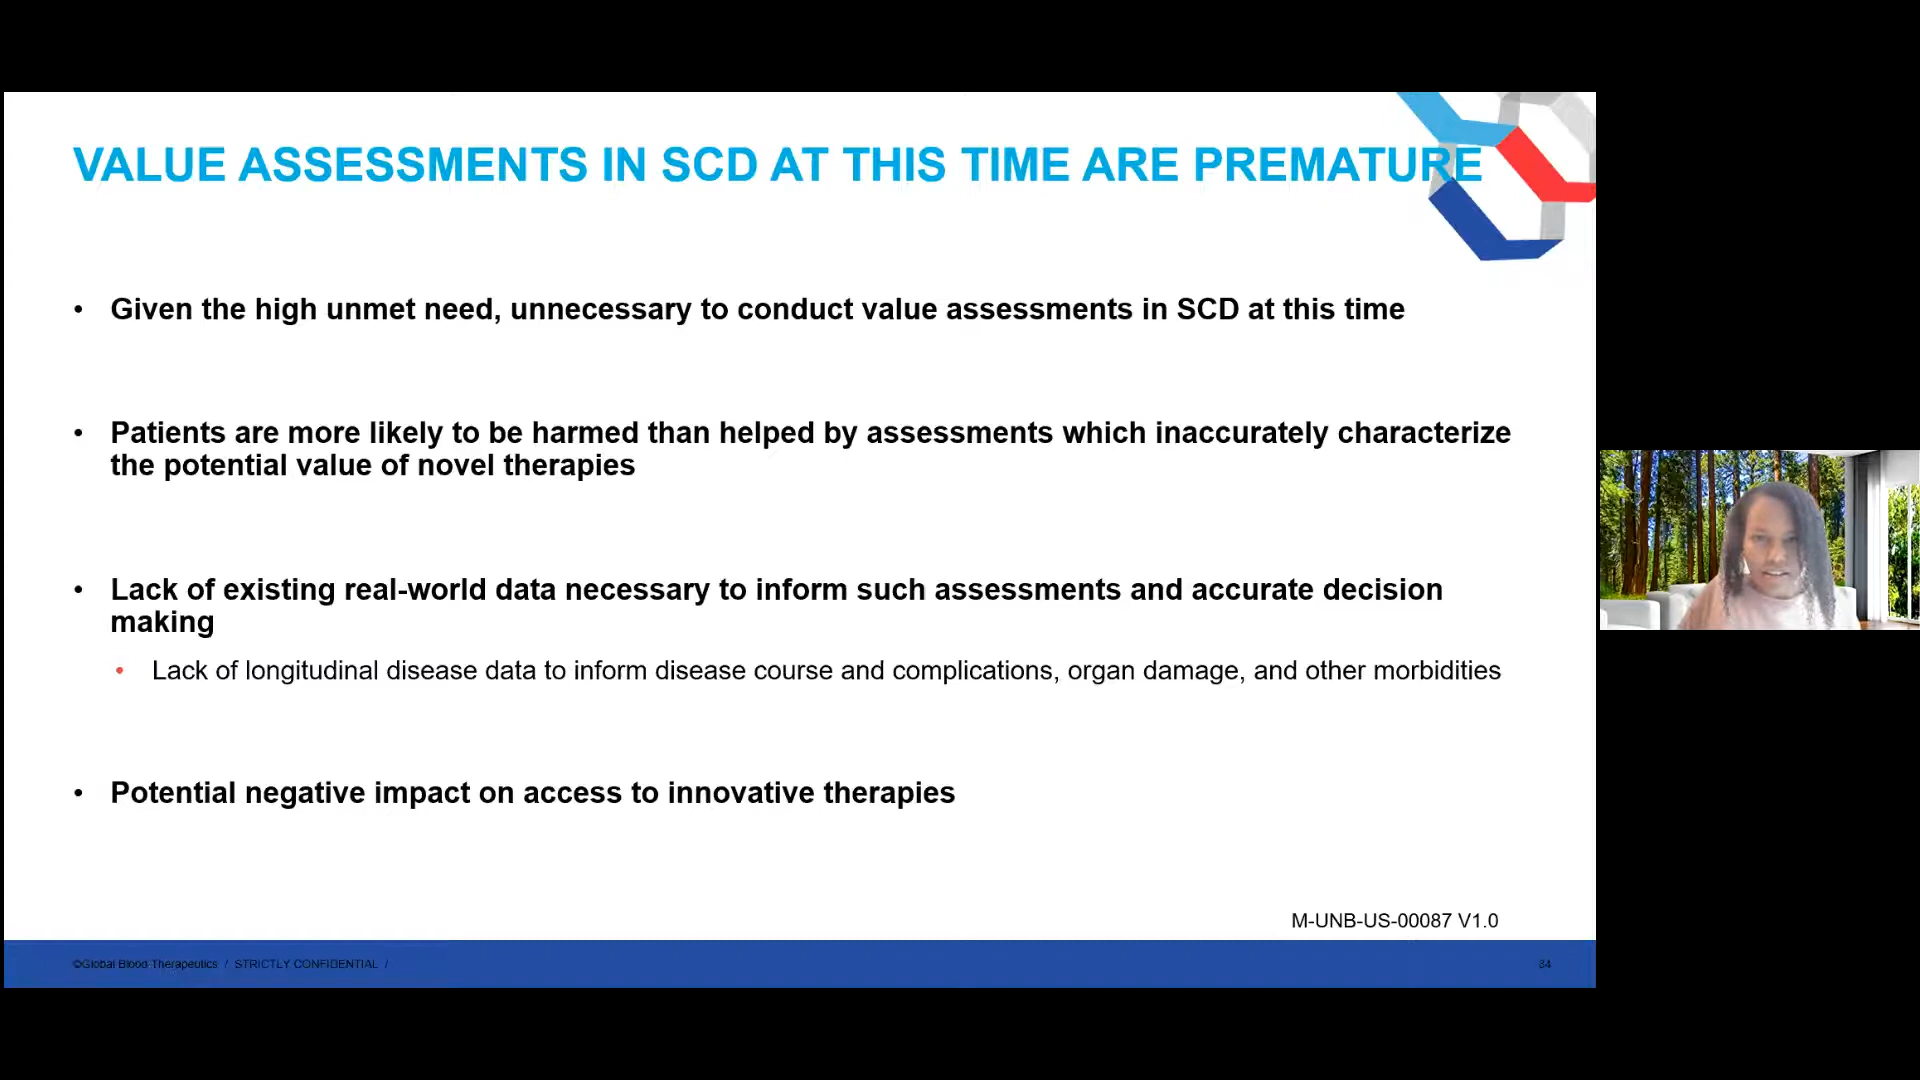 VALUE ASSESSMENTS IN SCD AT THIS TIME ARE PREMATURE
• Given the high unmet need, unnecessary to conduct value assessments in SCD at this time
• Patients are more likely to be harmed than helped by assessments which inaccurately characterize
the potential value of novel therapies
• Lack of existing real-world data necessary to inform such assessments and accurate decision
making
• Lack of longitudinal disease data to inform disease course and complications, organ damage, and other morbidities
• Potential negative impact on access to innovative therapies
M-UNB-US-00087 V1.0
©Global Blood Therapeutics / STRICTLY CONFIDENTIAL /
34